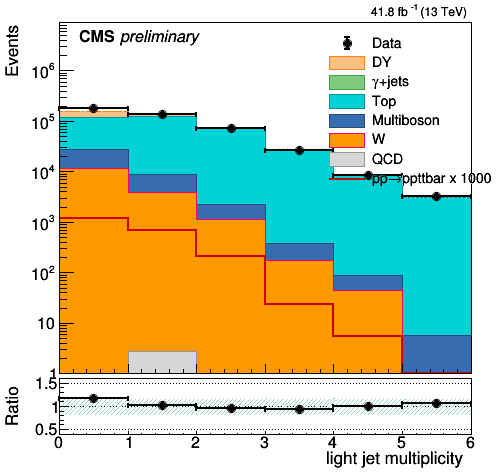 41.8 fb⁻¹ (13 TeV)
CMS preliminary
Events
10⁶
10⁵
10⁴
10³
10²
10
1
Data
DY
γ+jets
Top
Multiboson
W
QCD
pp→ppttbar x 1000
Ratio
1.5
1
0.5
0 1 2 3 4 5 6
light jet multiplicity